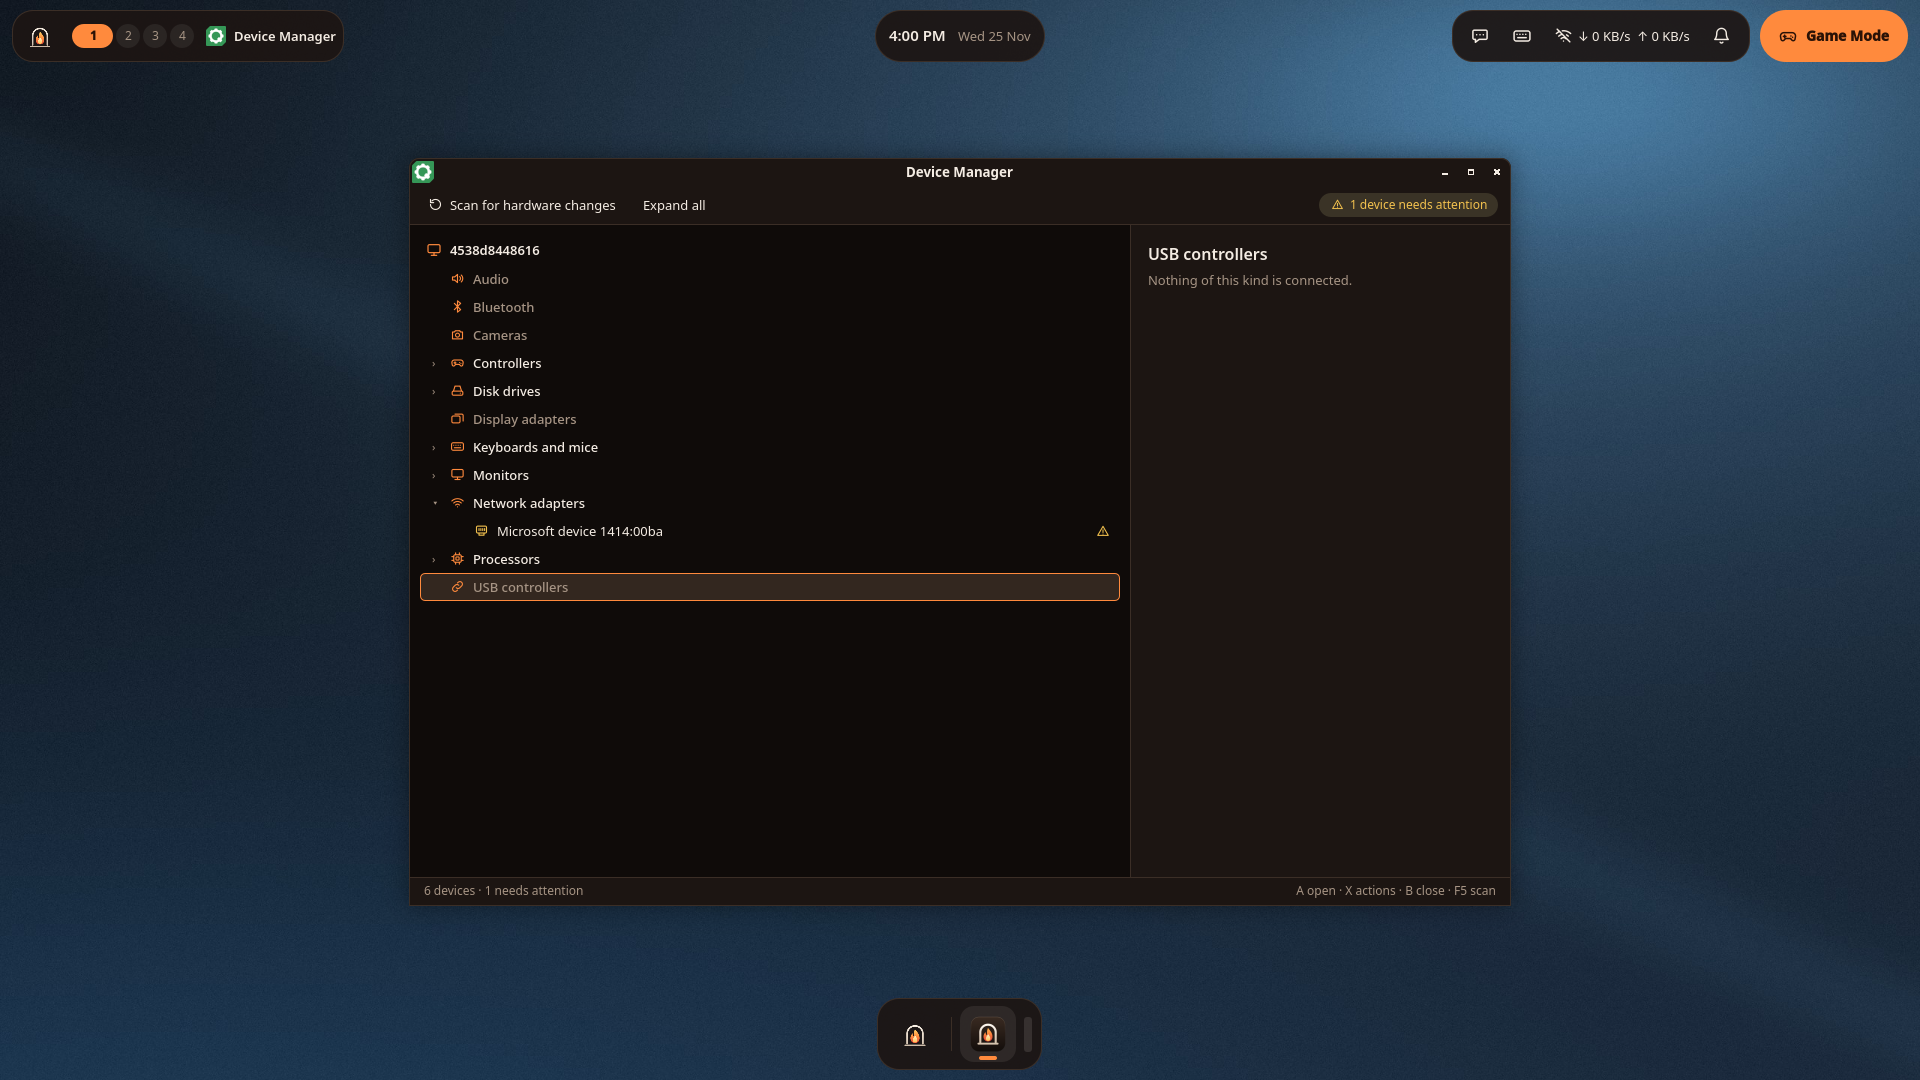 1 2 3 4 Device Manager
4:00 PM Wed 25 Nov
↓ 0 KB/s ↑ 0 KB/s
Game Mode
Device Manager
Scan for hardware changes Expall all
1 device needs attention
4538d8448616
Audio
Bluetooth
Cameras
Controllers
Disk drives
Display adapters
Keyboards and mice
Monitors
Network adapters
Microsoft device 1414:00ba
Processors
USB controllers
USB controllers
Nothing of this kind is connected.
6 devices · 1 needs attention
A open · X actions · B close · F5 scan